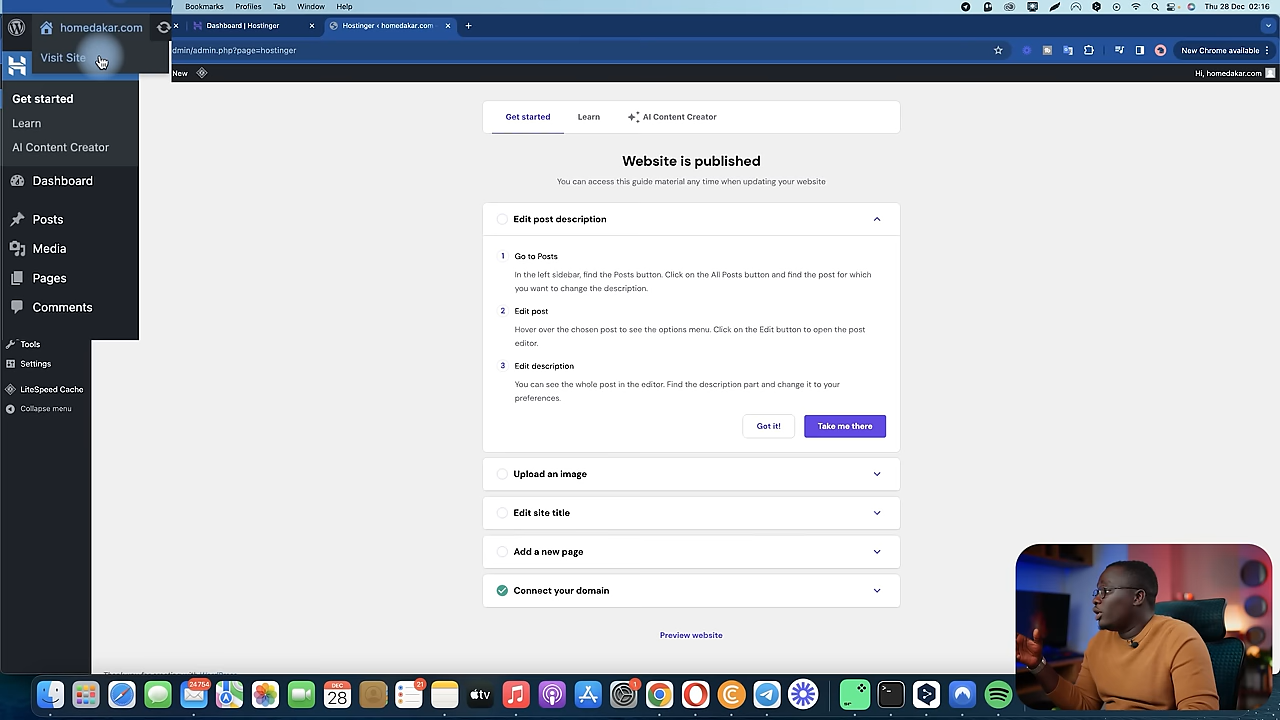 Bookmarks Profiles Tab Window Help
Thu 28 Dec 02:16
homedakar.com
Dashboard | Hostinger
Hostinger ‹ homedakar.com
Visit Site
dmin/admin.php?page=hostinger
New Chrome available
New
Hi, homedakar.com
Get started
Learn
AI Content Creator
Dashboard
Posts
Media
Pages
Comments
Tools
Settings
LiteSpeed Cache
Collapse menu
Get started
Learn
AI Content Creator
Website is published
You can access this guide material any time when updating your website
Edit post description
1 Go to Posts
In the left sidebar, find the Posts button. Click on the All Posts button and find the post for which
you want to change the description.
2 Edit post
Hover over the chosen post to see the options menu. Click on the Edit button to open the post
editor.
3 Edit description
You can see the whole post in the editor. Find the description part and change it to your
preferences.
Got it!
Take me there
Upload an image
Edit site title
Add a new page
Connect your domain
Preview website
24754
DEC
28
21
tv
1